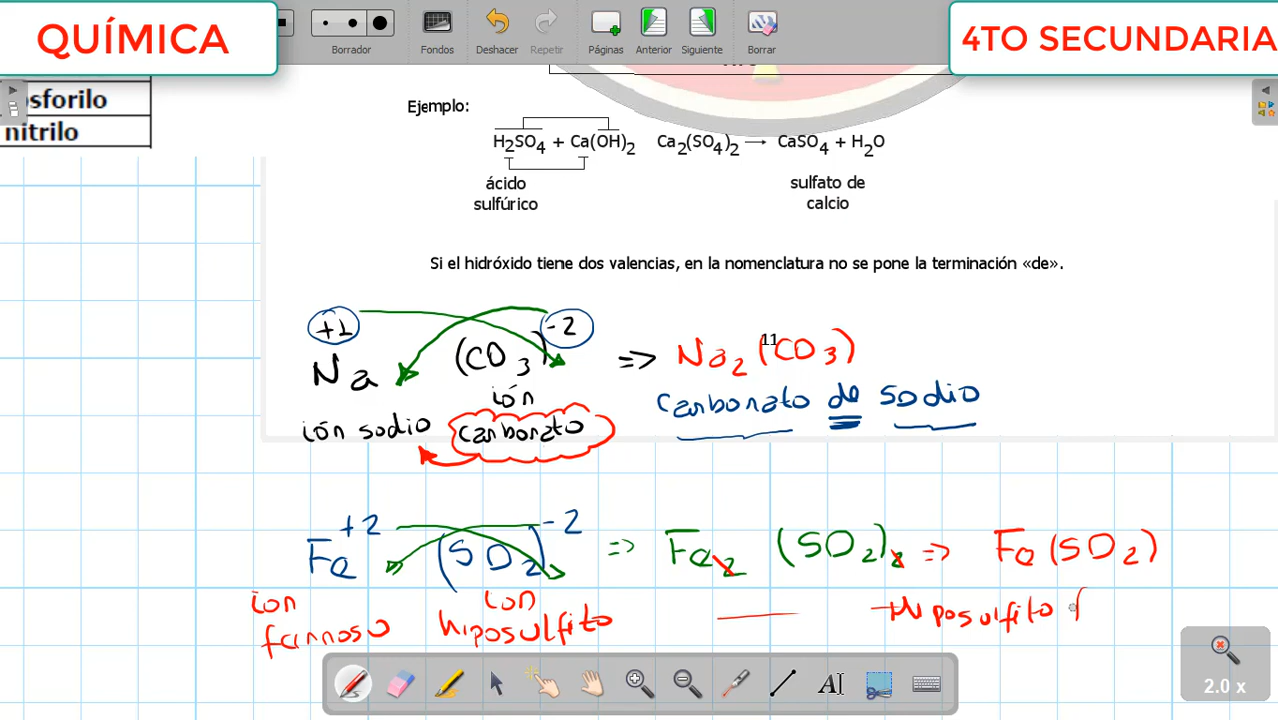 QUÍMICA
4TO SECUNDARIA
Borrador
Fondos
Deshacer
Repetir
Páginas
Anterior
Siguiente
Borrar
osforilo
nitrilo
Ejemplo:
H2SO4 + Ca(OH)2 Ca2(SO4)2 → CaSO4 + H2O
ácido
sulfúrico
sulfato de
calcio
Si el hidróxido tiene dos valencias, en la nomenclatura no se pone la terminación «de».
+1 -2
Na (CO3) => Na2(CO3)
11
ión
ión sodio carbonato
carbonato de sodio
+2 -2
Fe (SO2) => Fe2 (SO2)2 => Fe(SO2)
ion ion
ferroso hiposulfito
Hiposulfito f
2.0 x